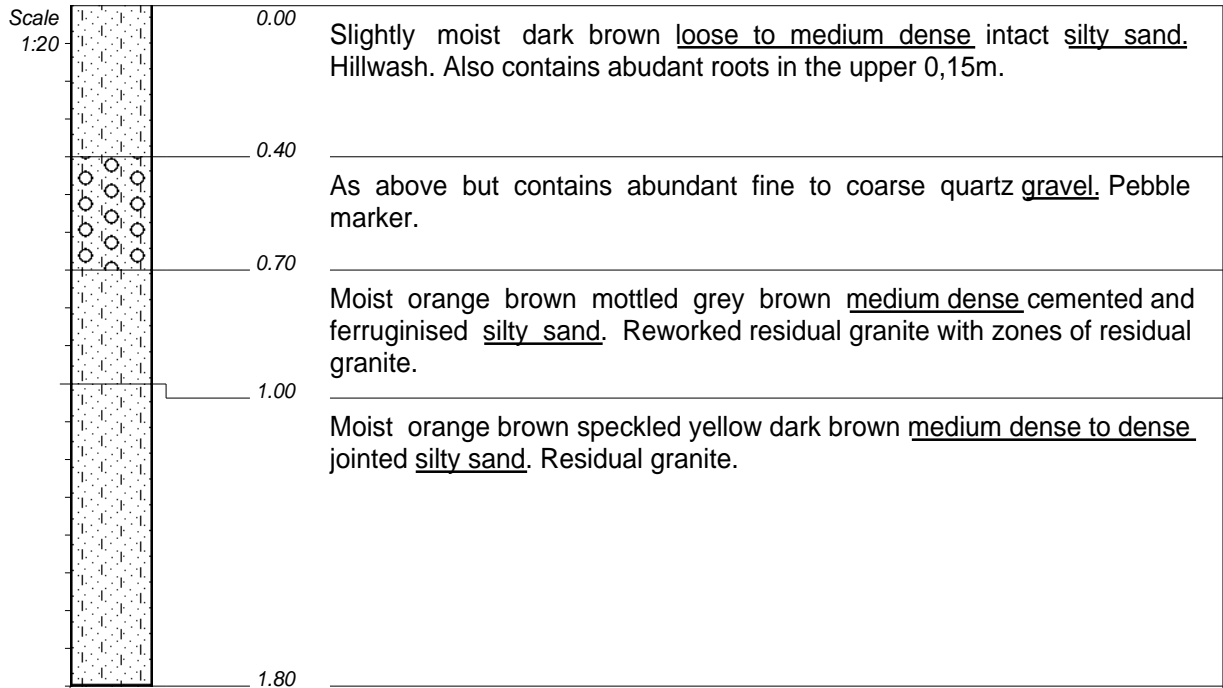 Scale
1:20
0.00
Slightly moist dark brown loose to medium dense intact silty sand.
Hillwash. Also contains abudant roots in the upper 0,15m.
0.40
As above but contains abundant fine to coarse quartz gravel. Pebble
marker.
0.70
Moist orange brown mottled grey brown medium dense cemented and
ferruginised silty sand. Reworked residual granite with zones of residual
granite.
1.00
Moist orange brown speckled yellow dark brown medium dense to dense
jointed silty sand. Residual granite.
1.80